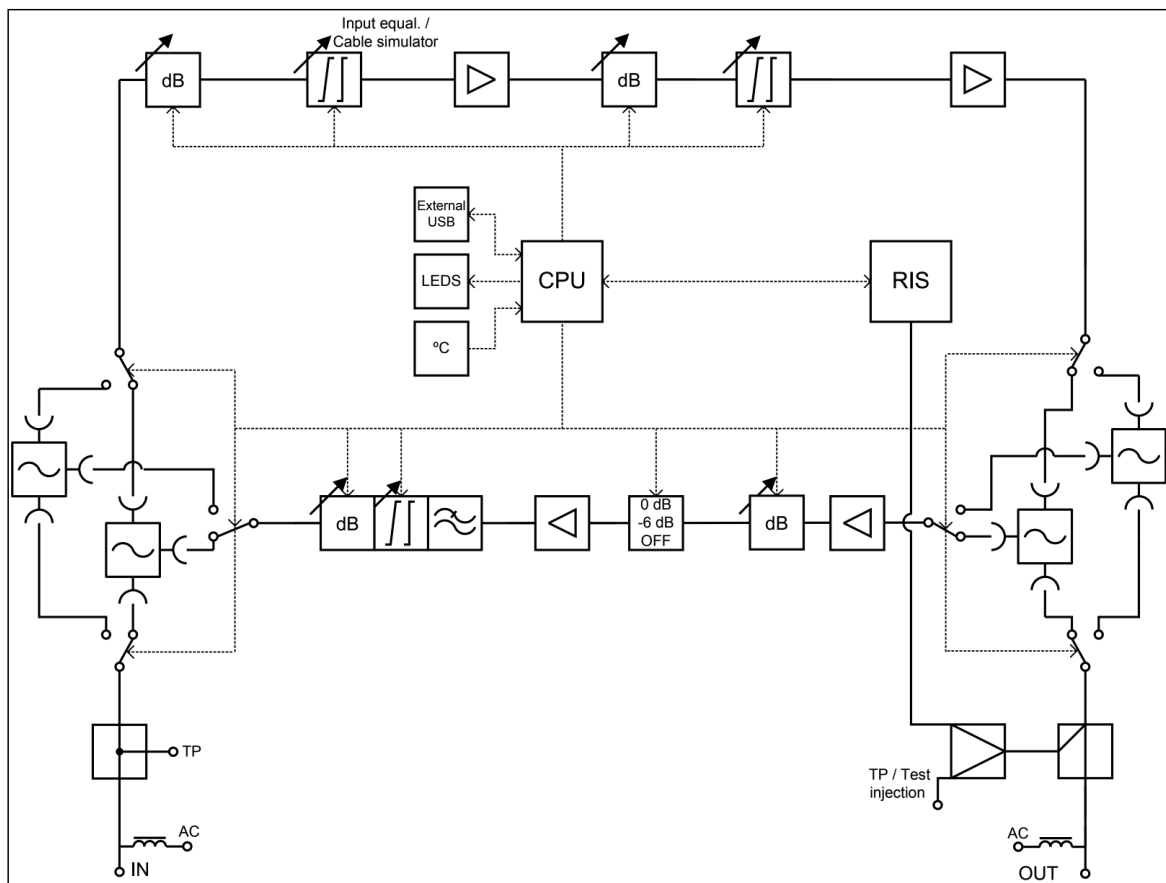 Input equal. /
Cable simulator
dB
dB
External
USB
CPU
RIS
LEDS
ºC
dB
0 dB
-6 dB
OFF
dB
TP
TP / Test
injection
AC
IN
AC
OUT